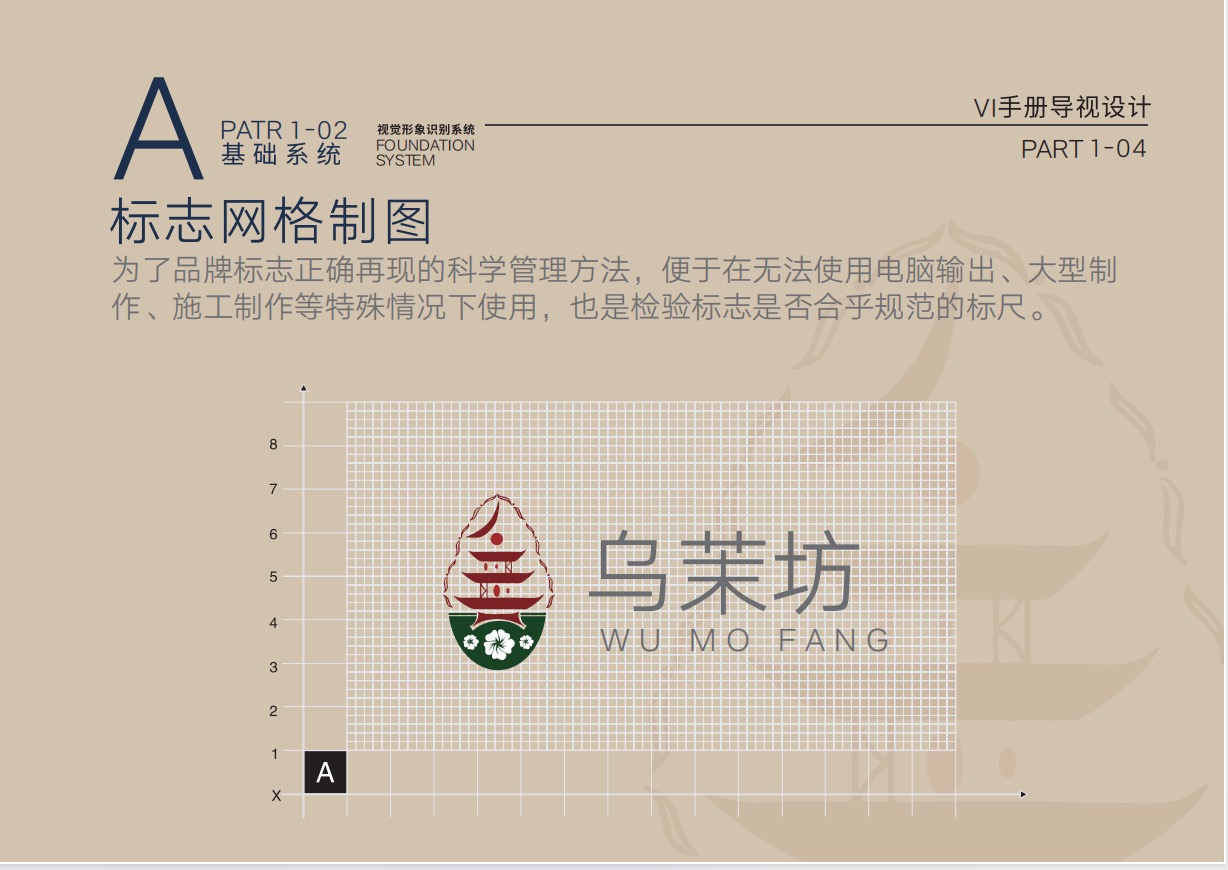 A
PATR 1-02
基础系统
视觉形象识别系统
FOUNDATION
SYSTEM
VI手册导视设计
PART 1-04
标志网格制图
为了品牌标志正确再现的科学管理方法，便于在无法使用电脑输出、大型制
作、施工制作等特殊情况下使用，也是检验标志是否合乎规范的标尺。
8
7
6
5
4
3
2
1
X
A
乌茉坊
WU MO FANG